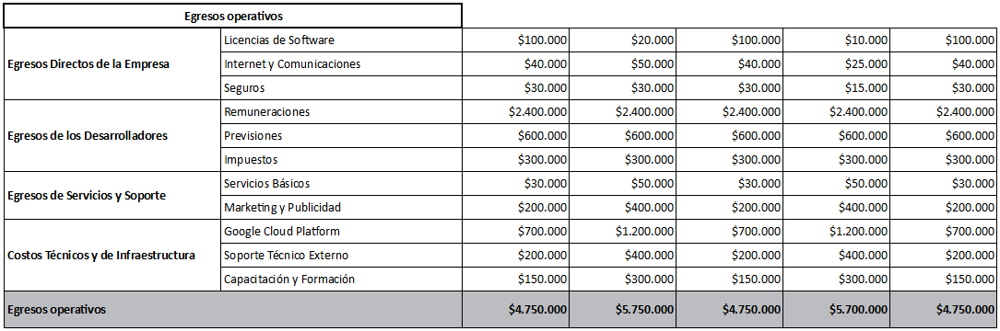 Egresos operativos
Egresos Directos de la Empresa
Licencias de Software $100.000 $20.000 $100.000 $10.000 $100.000
Internet y Comunicaciones $40.000 $50.000 $40.000 $25.000 $40.000
Seguros $30.000 $30.000 $30.000 $15.000 $30.000
Egresos de los Desarrolladores
Remuneraciones $2.400.000 $2.400.000 $2.400.000 $2.400.000 $2.400.000
Previsiones $600.000 $600.000 $600.000 $600.000 $600.000
Impuestos $300.000 $300.000 $300.000 $300.000 $300.000
Egresos de Servicios y Soporte
Servicios Básicos $30.000 $50.000 $30.000 $50.000 $30.000
Marketing y Publicidad $200.000 $400.000 $200.000 $400.000 $200.000
Costos Técnicos y de Infraestructura
Google Cloud Platform $700.000 $1.200.000 $700.000 $1.200.000 $700.000
Soporte Técnico Externo $200.000 $400.000 $200.000 $400.000 $200.000
Capacitación y Formación $150.000 $300.000 $150.000 $300.000 $150.000
Egresos operativos $4.750.000 $5.750.000 $4.750.000 $5.700.000 $4.750.000